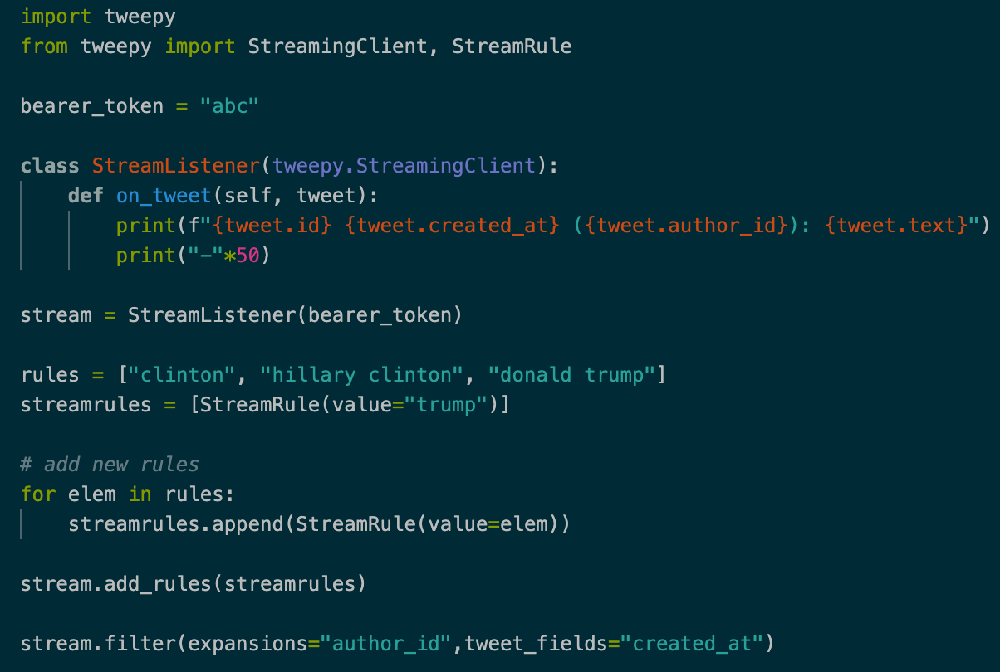 import tweepy
from tweepy import StreamingClient, StreamRule
bearer_token = "abc"
class StreamListener(tweepy.StreamingClient):
    def on_tweet(self, tweet):
        print(f"{tweet.id} {tweet.created_at} ({tweet.author_id}): {tweet.text}")
        print("-"*50)
stream = StreamListener(bearer_token)
rules = ["clinton", "hillary clinton", "donald trump"]
streamrules = [StreamRule(value="trump")]
# add new rules
for elem in rules:
    streamrules.append(StreamRule(value=elem))
stream.add_rules(streamrules)
stream.filter(expansions="author_id",tweet_fields="created_at")